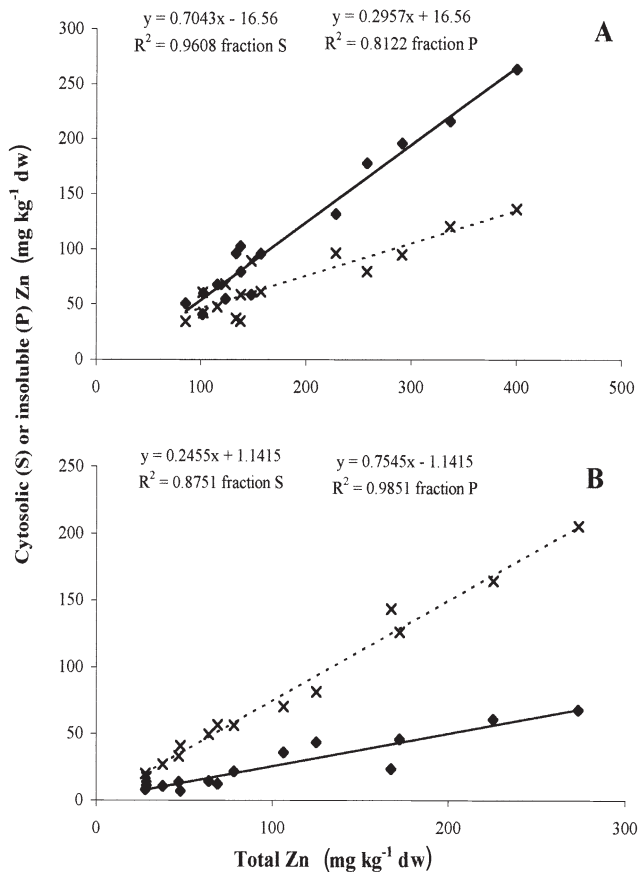 y = 0.7043x - 16.56
y = 0.2957x + 16.56
R² = 0.9608 fraction S
R² = 0.8122 fraction P
A
300
250
200
150
100
50
0
0 100 200 300 400 500
Cytosolic (S) or insoluble (P) Zn (mg kg⁻¹ dw)
y = 0.2455x + 1.1415
y = 0.7545x - 1.1415
R² = 0.8751 fraction S
R² = 0.9851 fraction P
B
250
200
150
100
50
0
0 100 200 300
Total Zn (mg kg⁻¹ dw)